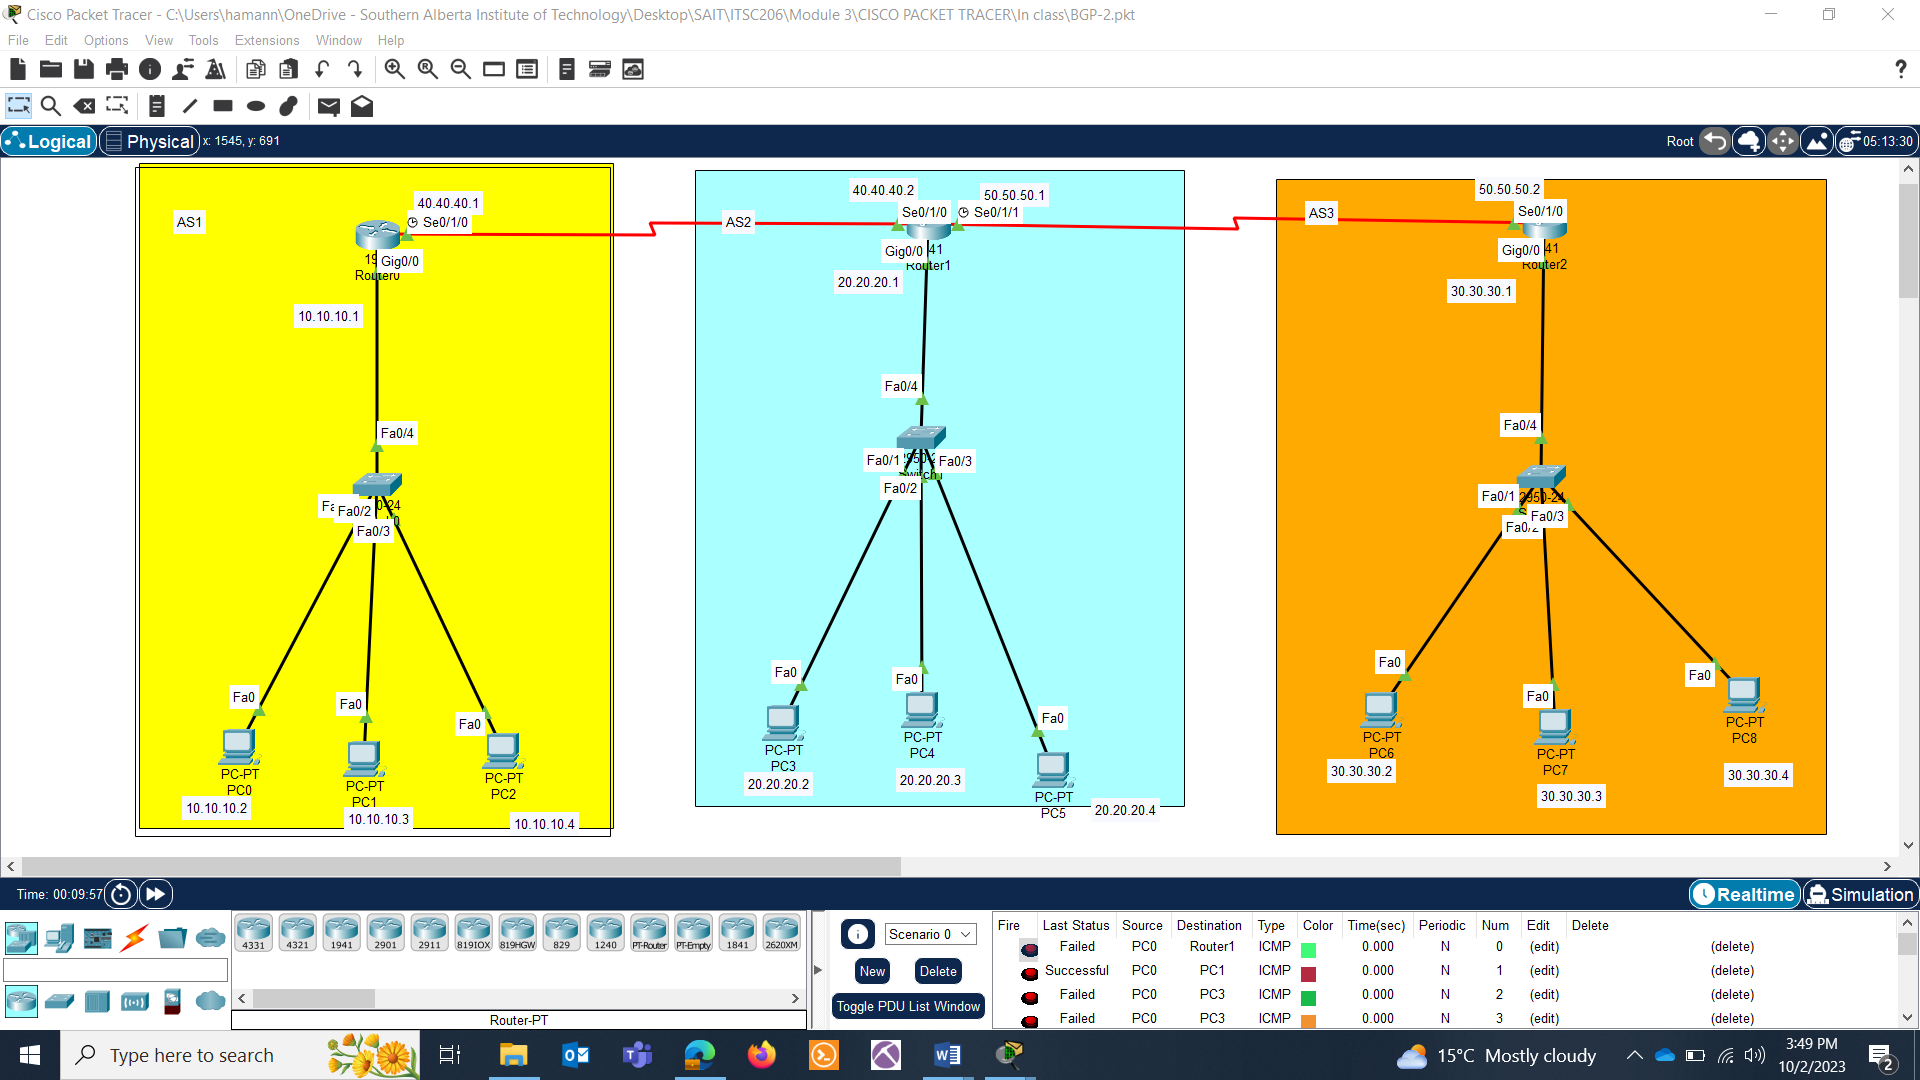 Cisco Packet Tracer - C:\Users\hamann\OneDrive - Southern Alberta Institute of Technology\Desktop\SAIT\ITSC206\Module 3\CISCO PACKET TRACER\In class\BGP-2.pkt
File Edit Options View Tools Extensions Window Help
Logical Physical x: 1545, y: 691 Root 05:13:30
AS1
40.40.40.1
Se0/1/0
Gig0/0
Router0
10.10.10.1
Fa0/4
0-24
Fa0/2
Fa0/3
Fa0
Fa0
Fa0
PC-PT
PC0
10.10.10.2
PC-PT
PC1
10.10.10.3
PC-PT
PC2
10.10.10.4
AS2
40.40.40.2
50.50.50.1
Se0/1/0
Se0/1/1
Gig0/0
41
Router1
20.20.20.1
Fa0/4
Fa0/1
Fa0/3
Fa0/2
Fa0
Fa0
Fa0
PC-PT
PC3
20.20.20.2
PC-PT
PC4
20.20.20.3
PC-PT
PC5
20.20.20.4
AS3
50.50.50.2
Se0/1/0
Gig0/0
41
Router2
30.30.30.1
Fa0/4
Fa0/1
2950-24
Fa0/3
Fa0/2
Fa0
Fa0
Fa0
PC-PT
PC6
30.30.30.2
PC-PT
PC7
30.30.30.3
PC-PT
PC8
30.30.30.4
Time: 00:09:57 Realtime Simulation
4331 4321 1941 2901 2911 819IOX 819HGW 829 1240 PT-Router PT-Empty 1841 2620XM
Router-PT
Scenario 0
New Delete
Toggle PDU List Window
Fire Last Status Source Destination Type Color Time(sec) Periodic Num Edit Delete
Failed PC0 Router1 ICMP 0.000 N 0 (edit) (delete)
Successful PC0 PC1 ICMP 0.000 N 1 (edit) (delete)
Failed PC0 PC3 ICMP 0.000 N 2 (edit) (delete)
Failed PC0 PC3 ICMP 0.000 N 3 (edit) (delete)
Type here to search
15°C Mostly cloudy
3:49 PM
10/2/2023
2